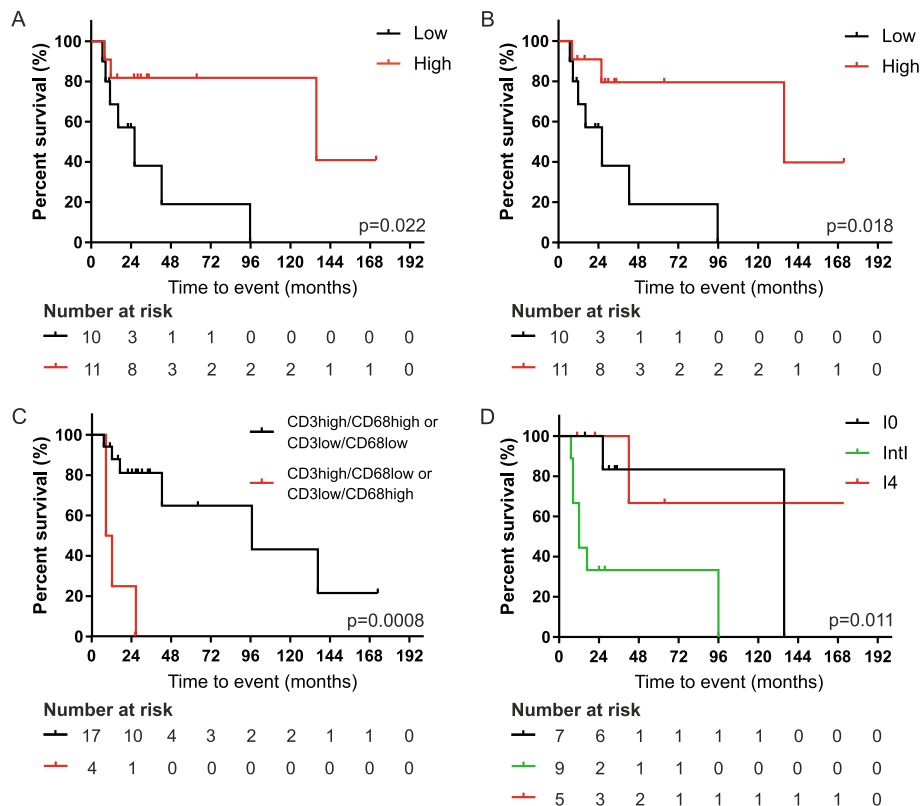 A
Low
High
Percent survival (%)
100
80
60
40
20
0
p=0.022
0 24 48 72 96 120 144 168 192
Time to event (months)
Number at risk
10 3 1 1 0 0 0 0 0
11 8 3 2 2 2 1 1 0
B
Low
High
Percent survival (%)
100
80
60
40
20
0
p=0.018
0 24 48 72 96 120 144 168 192
Time to event (months)
Number at risk
10 3 1 1 0 0 0 0 0
11 8 3 2 2 2 1 1 0
C
CD3high/CD68high or
CD3low/CD68low
CD3high/CD68low or
CD3low/CD68high
Percent survival (%)
100
80
60
40
20
0
p=0.0008
0 24 48 72 96 120 144 168 192
Time to event (months)
Number at risk
17 10 4 3 2 2 1 1 0
4 1 0 0 0 0 0 0 0
D
I0
IntI
I4
Percent survival (%)
100
80
60
40
20
0
p=0.011
0 24 48 72 96 120 144 168 192
Time to event (months)
Number at risk
7 6 1 1 1 1 0 0 0
9 2 1 1 0 0 0 0 0
5 3 2 1 1 1 1 1 0